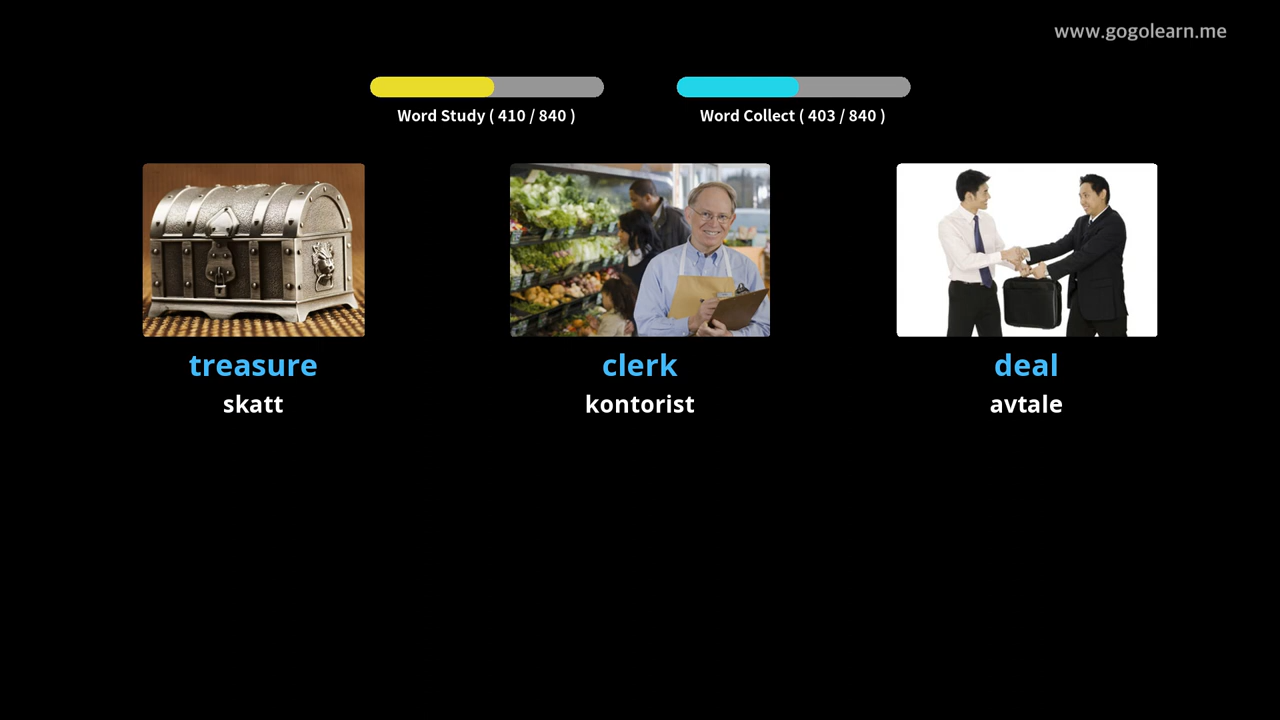 www.gogolearn.me
Word Study ( 410 / 840 )
Word Collect ( 403 / 840 )
treasure
clerk
deal
skatt
kontorist
avtale